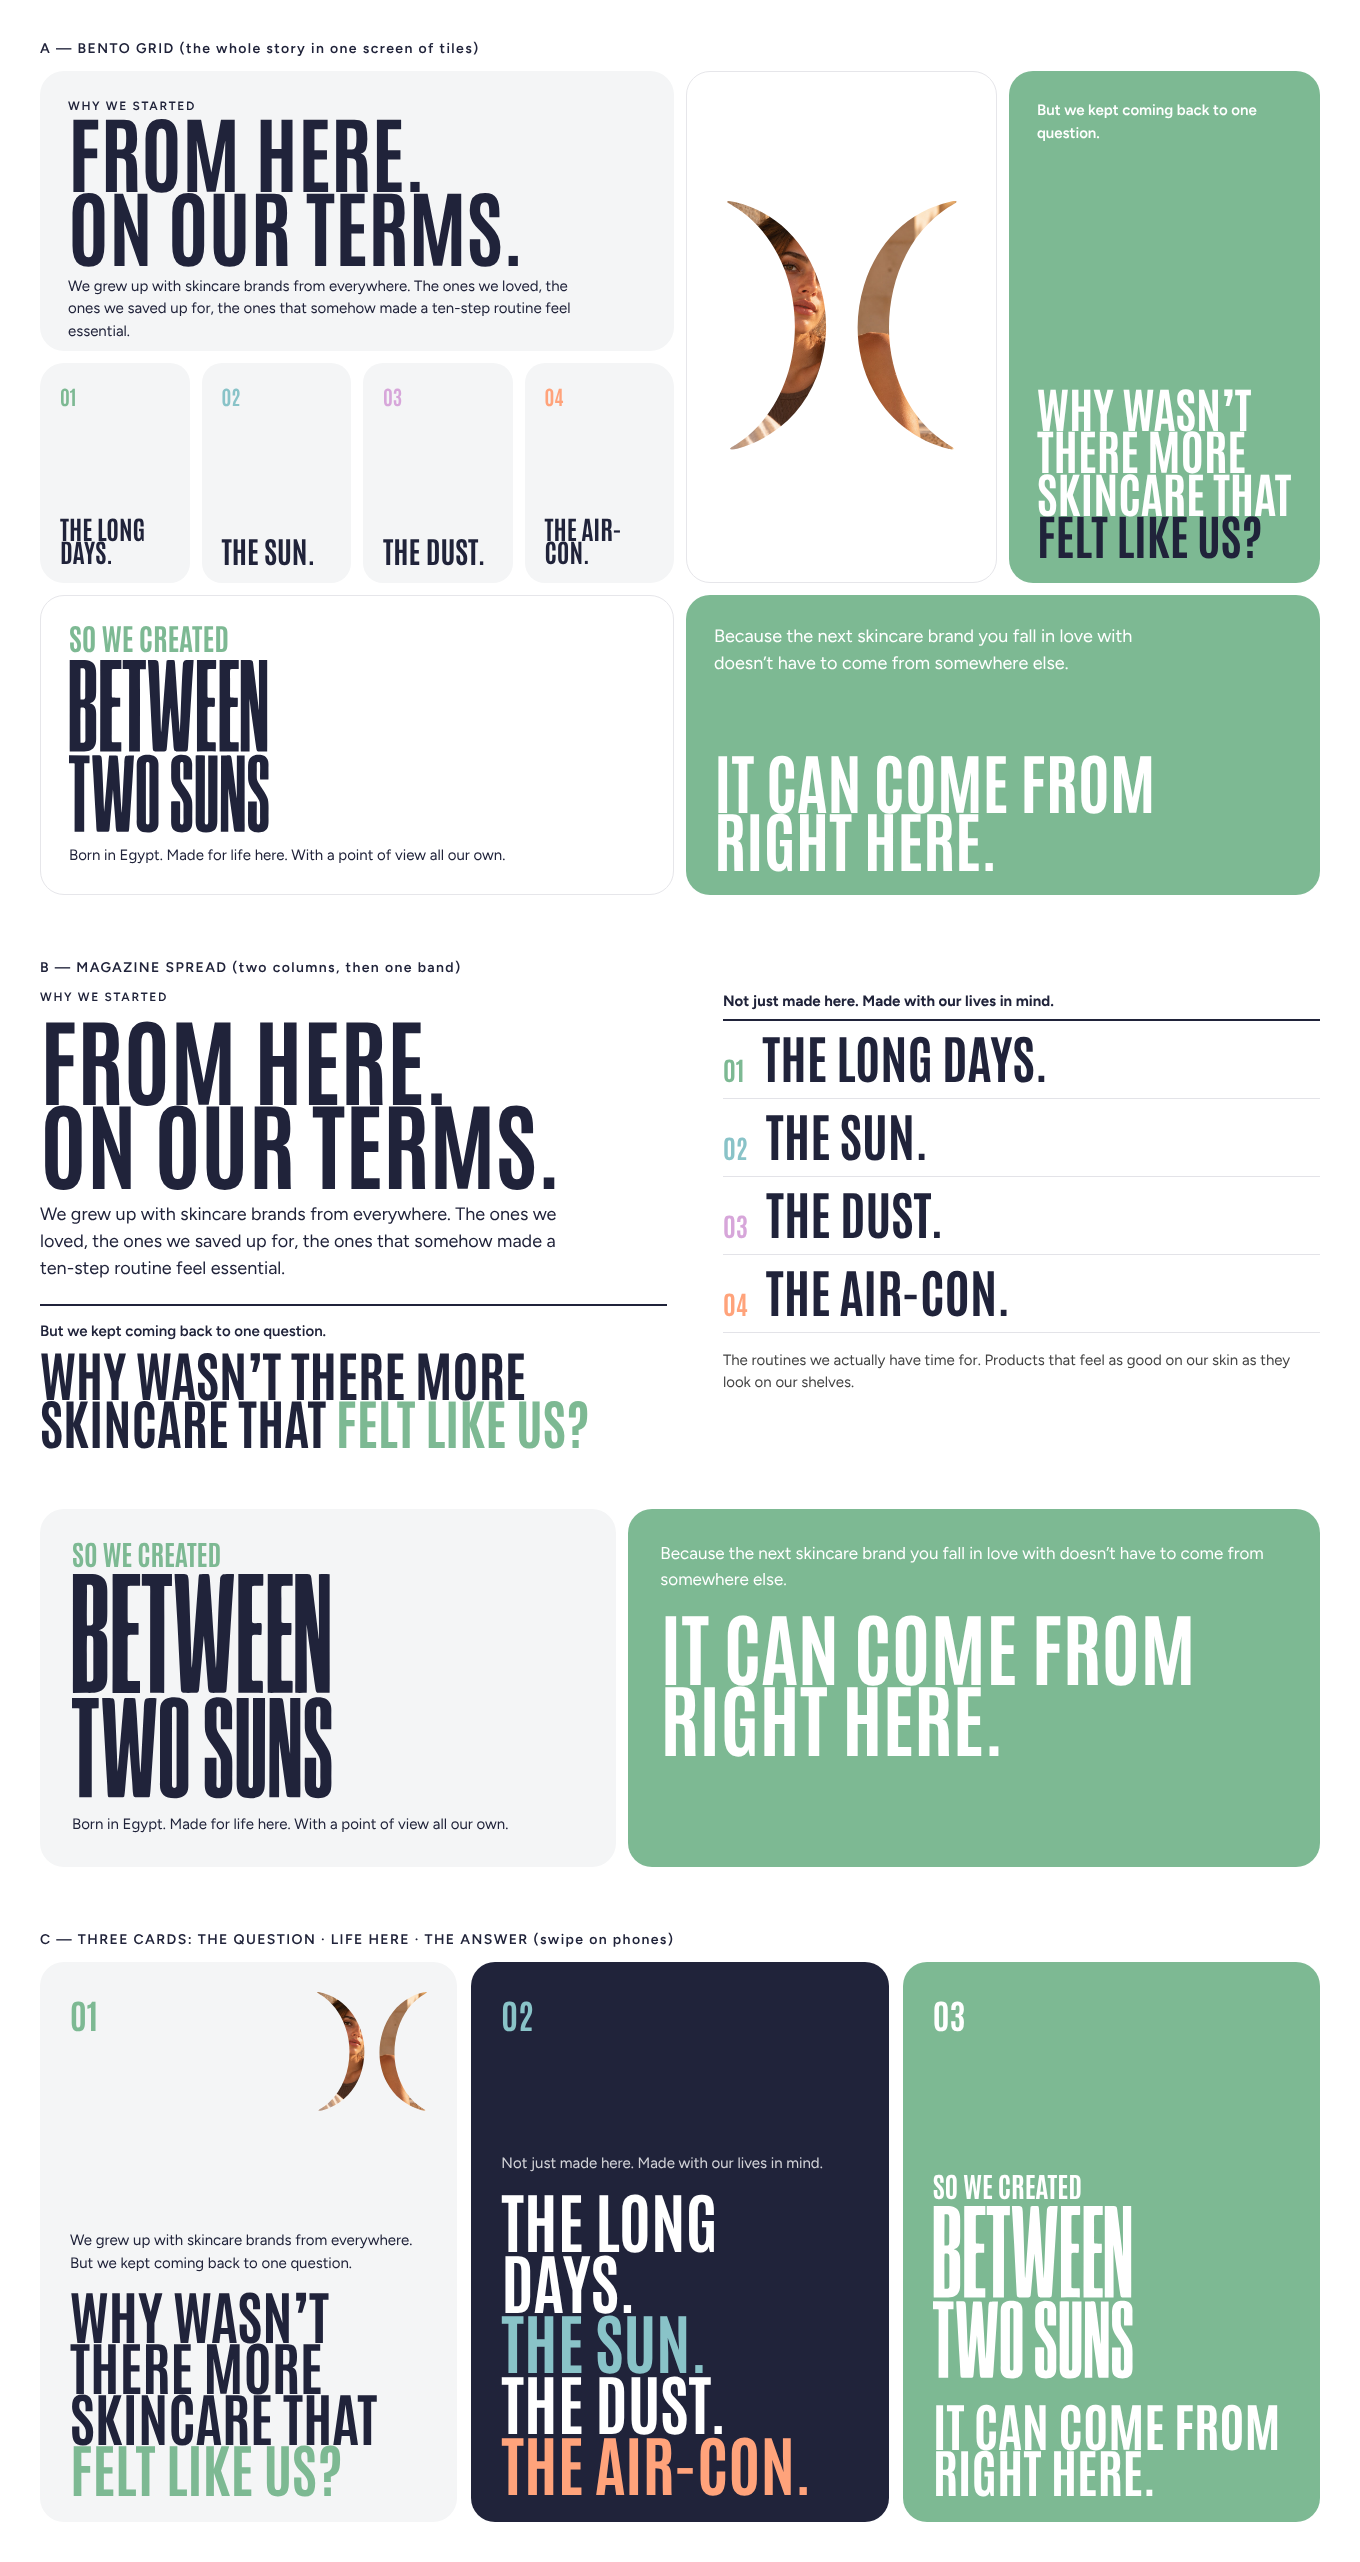 A — BENTO GRID (the whole story in one screen of tiles)
WHY WE STARTED
FROM HERE.
ON OUR TERMS.
We grew up with skincare brands from everywhere. The ones we loved, the
ones we saved up for, the ones that somehow made a ten-step routine feel
essential.
But we kept coming back to one
question.
WHY WASN’T
THERE MORE
SKINCARE THAT
FELT LIKE US?
01
THE LONG
DAYS.
02
THE SUN.
03
THE DUST.
04
THE AIR-
CON.
SO WE CREATED
BETWEEN
TWO SUNS
Born in Egypt. Made for life here. With a point of view all our own.
Because the next skincare brand you fall in love with
doesn’t have to come from somewhere else.
IT CAN COME FROM
RIGHT HERE.
B — MAGAZINE SPREAD (two columns, then one band)
WHY WE STARTED
FROM HERE.
ON OUR TERMS.
We grew up with skincare brands from everywhere. The ones we
loved, the ones we saved up for, the ones that somehow made a
ten-step routine feel essential.
But we kept coming back to one question.
WHY WASN’T THERE MORE
SKINCARE THAT FELT LIKE US?
Not just made here. Made with our lives in mind.
01 THE LONG DAYS.
02 THE SUN.
03 THE DUST.
04 THE AIR-CON.
The routines we actually have time for. Products that feel as good on our skin as they
look on our shelves.
SO WE CREATED
BETWEEN
TWO SUNS
Born in Egypt. Made for life here. With a point of view all our own.
Because the next skincare brand you fall in love with doesn’t have to come from
somewhere else.
IT CAN COME FROM
RIGHT HERE.
C — THREE CARDS: THE QUESTION · LIFE HERE · THE ANSWER (swipe on phones)
01
We grew up with skincare brands from everywhere.
But we kept coming back to one question.
WHY WASN’T
THERE MORE
SKINCARE THAT
FELT LIKE US?
02
Not just made here. Made with our lives in mind.
THE LONG
DAYS.
THE SUN.
THE DUST.
THE AIR-CON.
03
SO WE CREATED
BETWEEN
TWO SUNS
IT CAN COME FROM
RIGHT HERE.